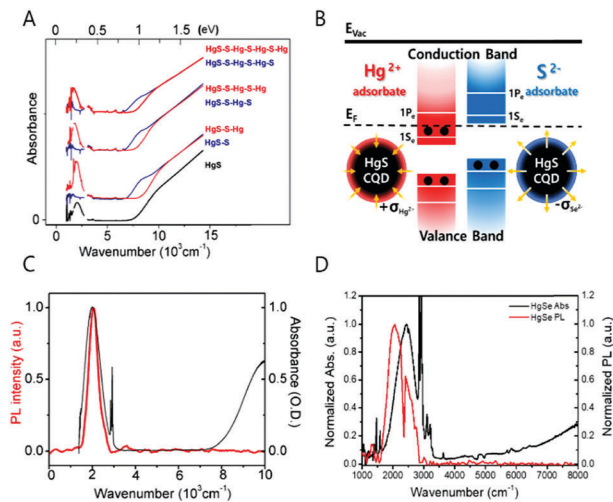 A
0 1 (eV)
0.0 0.5 1.0 1.5
HgS-S-Hg-S-Hg-S-Hg
HgS-S-Hg-S-Hg-S
HgS-S-Hg-S-Hg
HgS-S-Hg-S
HgS-S-Hg
HgS-S
HgS
Absorbance
0
0 5 10 15
Wavenumber (10³cm⁻¹)
B
E_Vac
Conduction Band
Hg²⁺
adsorbate
S²⁻
adsorbate
1P_e
1P_e
E_F
1S_e
1S_e
HgS
CQD
HgS
CQD
+σ_Hg²⁻
-σ_Se²⁻
Valance Band
C
PL intensity (a.u.)
1.0
0.5
0.0
0 2 4 6 8 10
Wavenumber (10³cm⁻¹)
1.0
0.5
0.0
Absorbance (O.D.)
D
HgSe Abs
HgSe PL
Normalized Abs. (a.u.)
1.2
1.0
0.8
0.6
0.4
0.2
0.0
1000 2000 3000 4000 5000 6000 7000 8000
Wavenumber (cm⁻¹)
1.2
1.0
0.8
0.6
0.4
0.2
0.0
Normalized PL (a.u.)